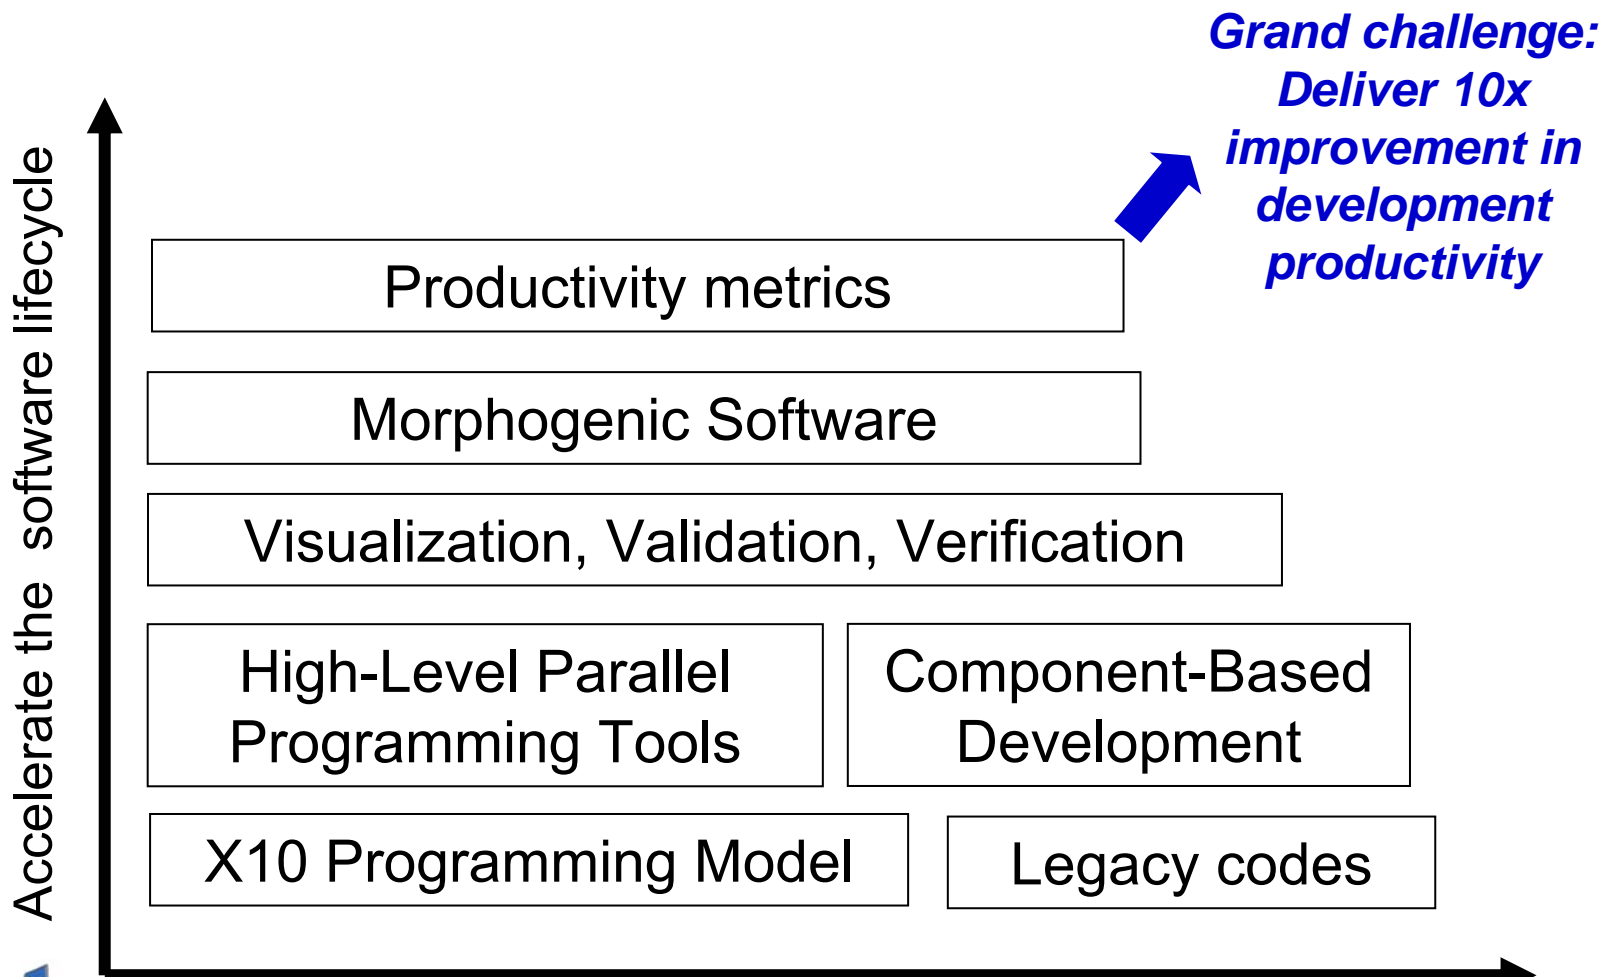 Grand challenge:
Deliver 10x
improvement in
development
productivity
Accelerate the software lifecycle
Productivity metrics
Morphogenic Software
Visualization, Validation, Verification
High-Level Parallel
Programming Tools
Component-Based
Development
X10 Programming Model
Legacy codes